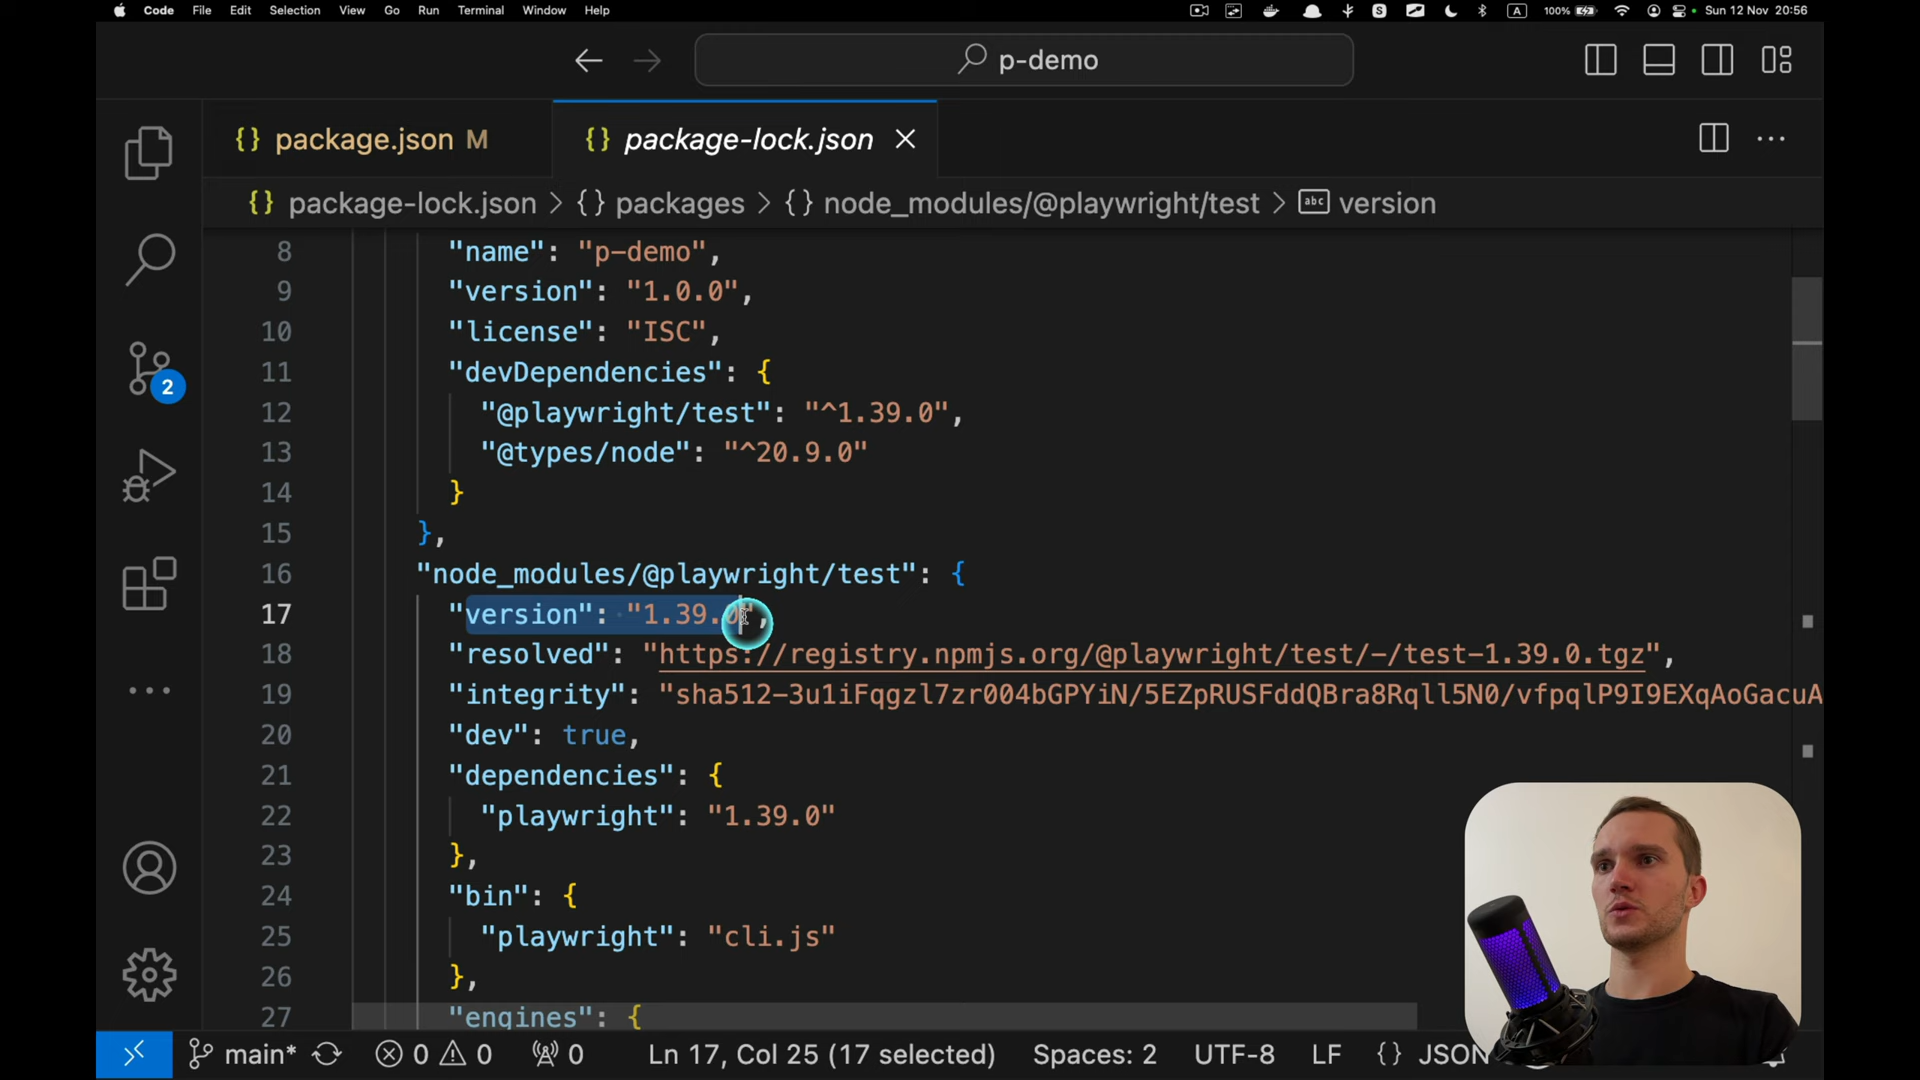 Code File Edit Selection View Go Run Terminal Window Help
A 100% Sun 12 Nov 20:56
p-demo
{} package.json M {} package-lock.json
{} package-lock.json > {} packages > {} node_modules/@playwright/test > abc version
8 "name": "p-demo",
9 "version": "1.0.0",
10 "license": "ISC",
11 "devDependencies": {
12 "@playwright/test": "^1.39.0",
13 "@types/node": "^20.9.0"
14 }
15 },
16 "node_modules/@playwright/test": {
17 "version": "1.39.0",
18 "resolved": "https://registry.npmjs.org/@playwright/test/-/test-1.39.0.tgz",
19 "integrity": "sha512-3u1iFqgzl7zr004bGPYiN/5EZpRUSFddQBra8Rqll5N0/vfpqlP9I9EXqAoGacuA
20 "dev": true,
21 "dependencies": {
22 "playwright": "1.39.0"
23 },
24 "bin": {
25 "playwright": "cli.js"
26 },
27 "engines": {
2
main* 0 0 0 Ln 17, Col 25 (17 selected) Spaces: 2 UTF-8 LF {} JSON